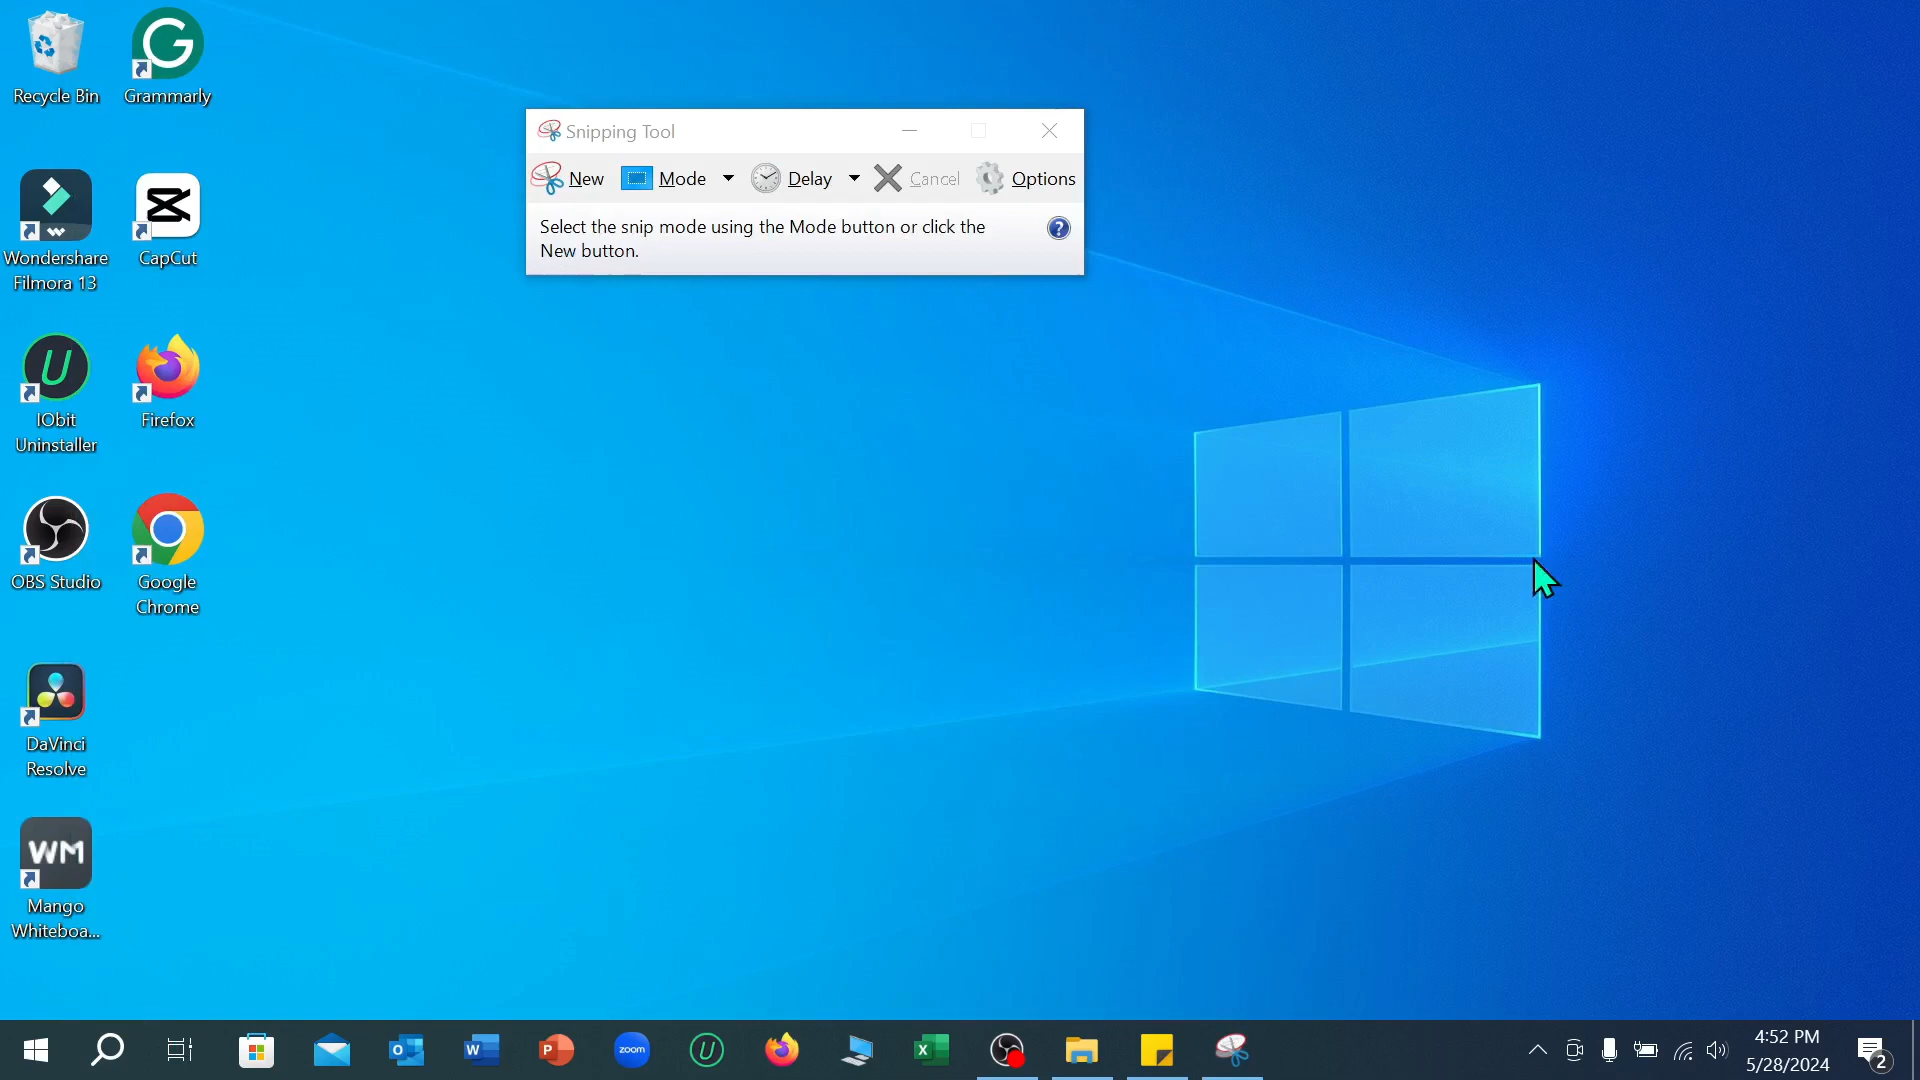 Recycle Bin
Grammarly
Wondershare
Filmora 13
CapCut
IObit
Uninstaller
Firefox
OBS Studio
Google
Chrome
DaVinci
Resolve
WM
Mango
Whiteboa...
Snipping Tool
New
Mode
Delay
Cancel
Options
Select the snip mode using the Mode button or click the
New button.
?
zoom
4:52 PM
5/28/2024
2